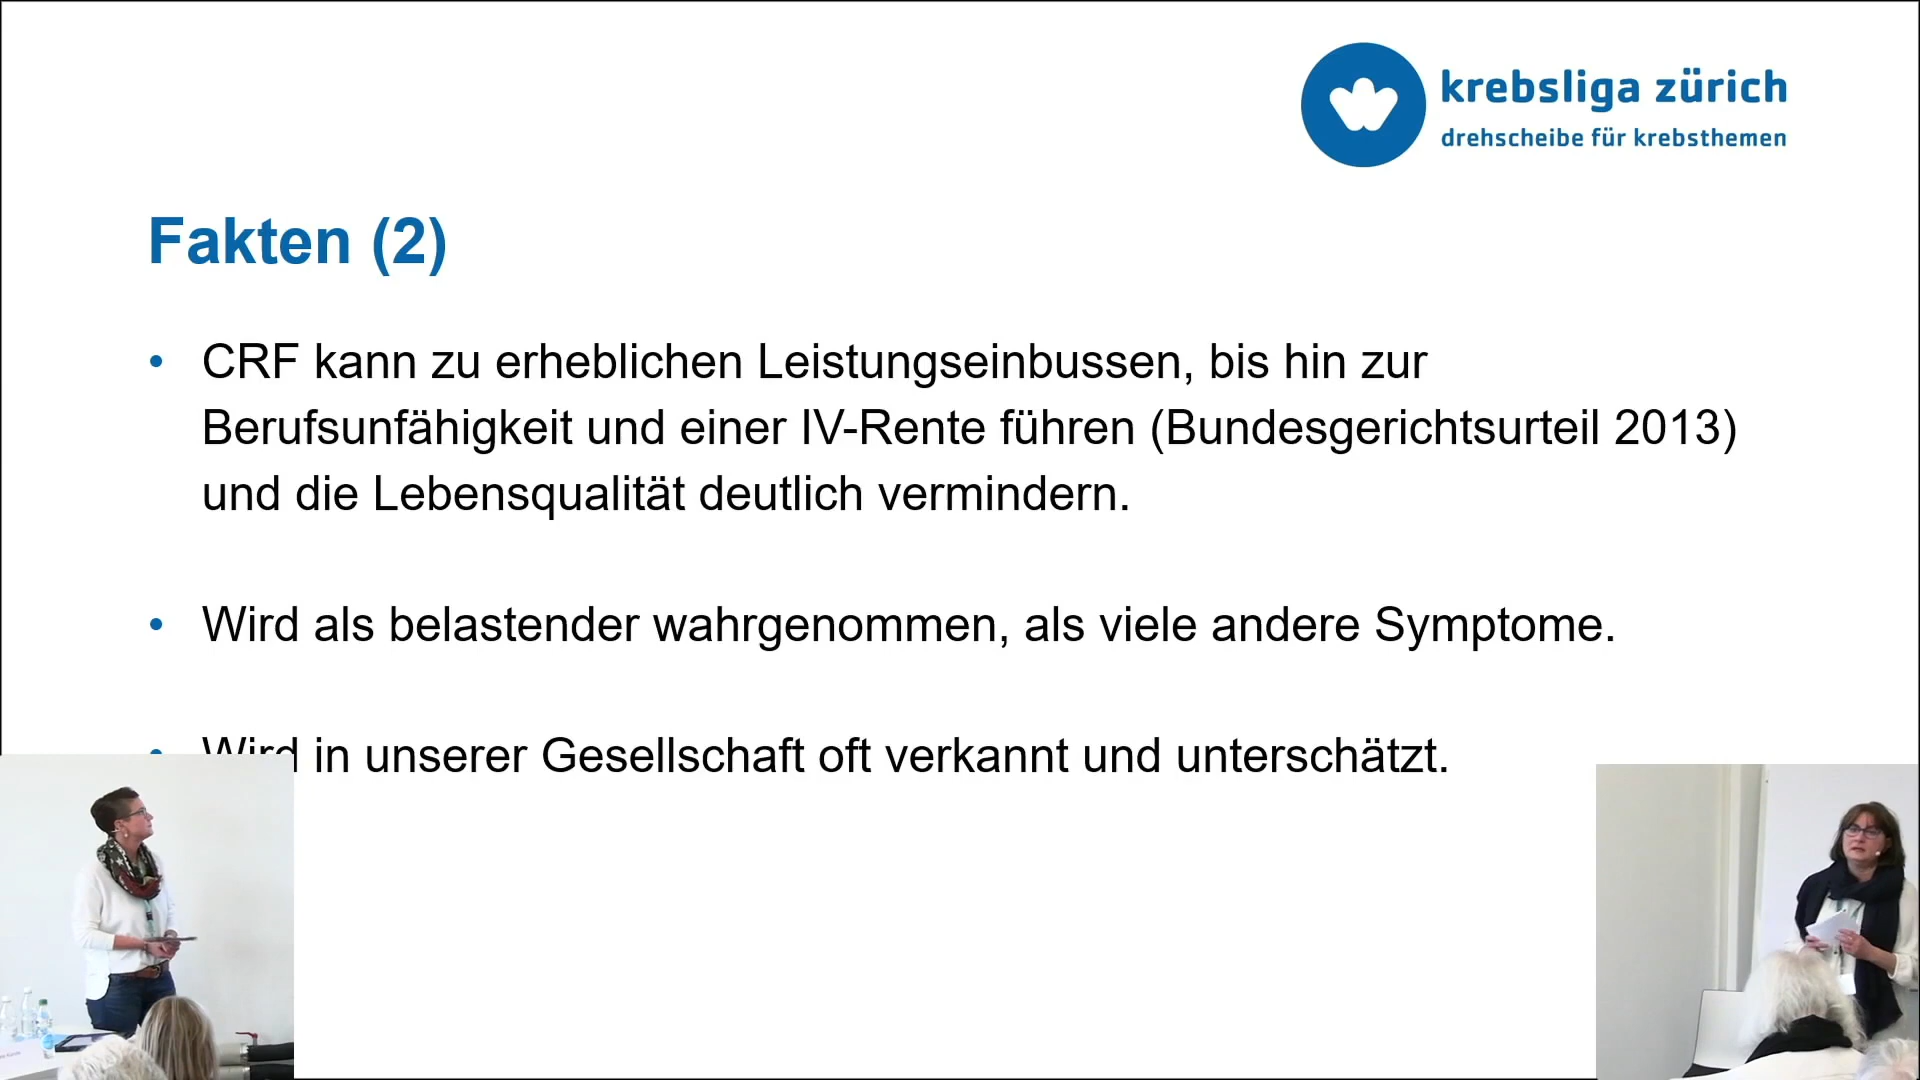 krebsliga zürich
drehscheibe für krebsthemen
Fakten (2)
• CRF kann zu erheblichen Leistungseinbussen, bis hin zur
Berufsunfähigkeit und einer IV-Rente führen (Bundesgerichtsurteil 2013)
und die Lebensqualität deutlich vermindern.
• Wird als belastender wahrgenommen, als viele andere Symptome.
• Wird in unserer Gesellschaft oft verkannt und unterschätzt.